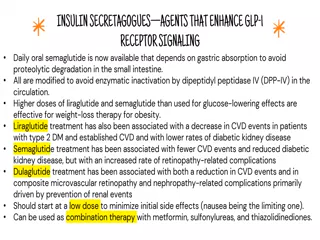 INSULIN SECRETAGOGUES—AGENTS THAT ENHANCE GLP-1
RECEPTOR SIGNALING
• Daily oral semaglutide is now available that depends on gastric absorption to avoid
proteolytic degradation in the small intestine.
• All are modified to avoid enzymatic inactivation by dipeptidyl peptidase IV (DPP-IV) in the
circulation.
• Higher doses of liraglutide and semaglutide than used for glucose-lowering effects are
effective for weight-loss therapy for obesity.
• Liraglutide treatment has also been associated with a decrease in CVD events in patients
with type 2 DM and established CVD and with lower rates of diabetic kidney disease
• Semaglutide treatment has been associated with fewer CVD events and reduced diabetic
kidney disease, but with an increased rate of retinopathy-related complications
• Dulaglutide treatment has been associated with both a reduction in CVD events and in
composite microvascular retinopathy and nephropathy-related complications primarily
driven by prevention of renal events
• Should start at a low dose to minimize initial side effects (nausea being the limiting one).
• Can be used as combination therapy with metformin, sulfonylureas, and thiazolidinediones.